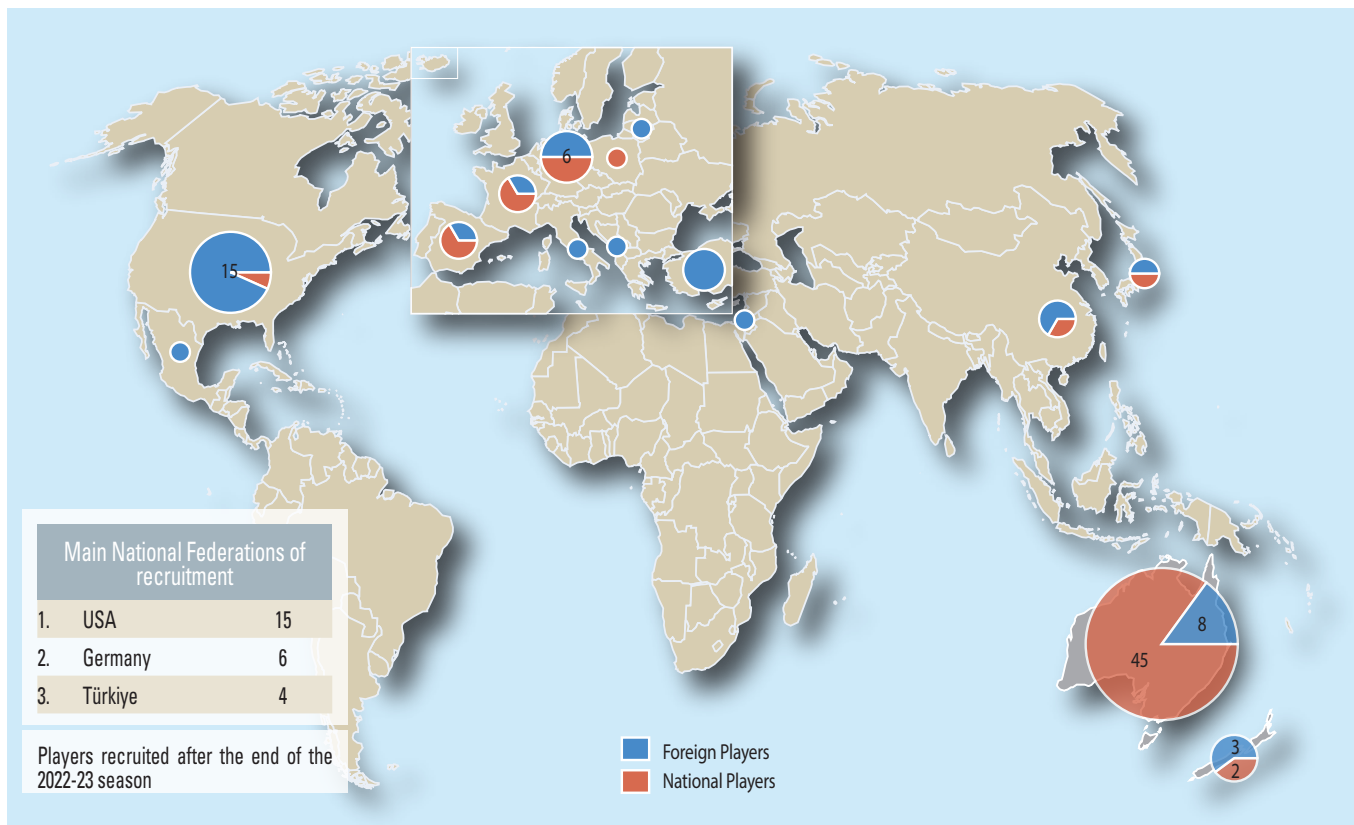 6
15
Main National Federations of
recruitment
1. USA 15
2. Germany 6
3. Türkiye 4
Players recruited after the end of the
2022-23 season
Foreign Players
National Players
8
45
3
2